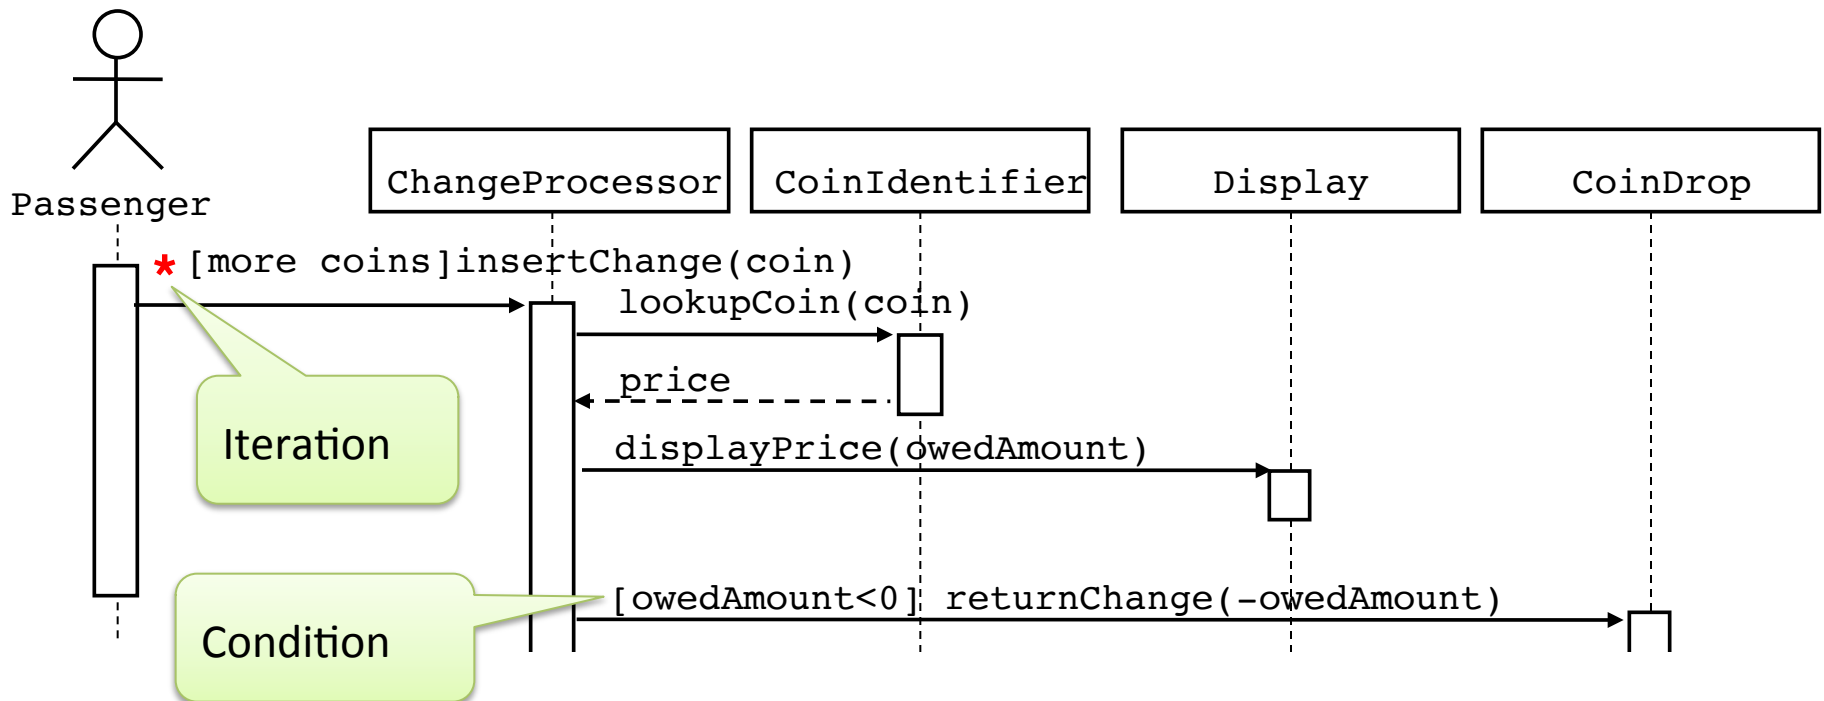 Passenger
ChangeProcessor
CoinIdentifier
Display
CoinDrop
* [more coins]insertChange(coin)
lookupCoin(coin)
price
Iteration
displayPrice(owedAmount)
[owedAmount<0] returnChange(-owedAmount)
Condition